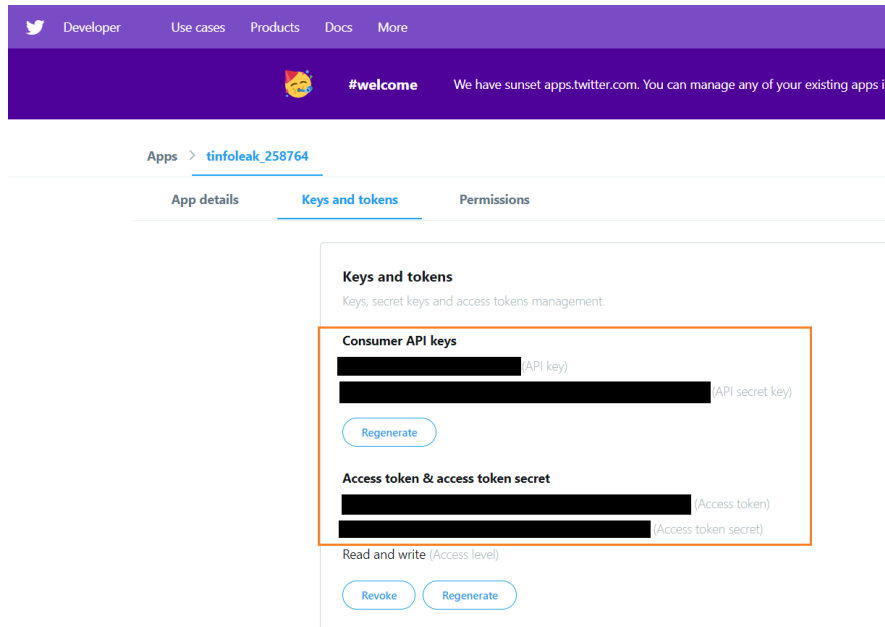 Developer Use cases Products Docs More
#welcome We have sunset apps.twitter.com. You can manage any of your existing apps i
Apps > tinfoleak_258764
App details Keys and tokens Permissions
Keys and tokens
Keys, secret keys and access tokens management.
Consumer API keys
(API key)
(API secret key)
Regenerate
Access token & access token secret
(Access token)
(Access token secret)
Read and write (Access level)
Revoke Regenerate